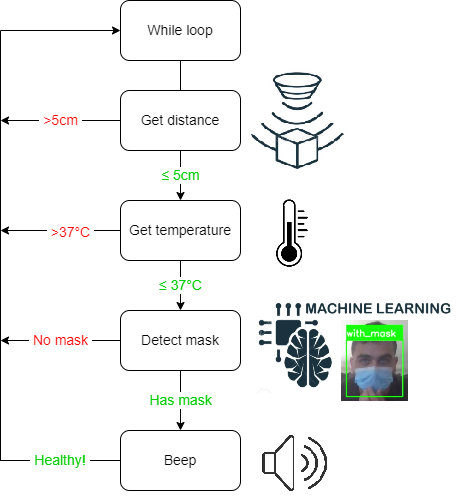 While loop
>5cm
Get distance
≤ 5cm
>37°C
Get temperature
≤ 37°C
MACHINE LEARNING
with_mask
No mask
Detect mask
Has mask
Healthy!
Beep